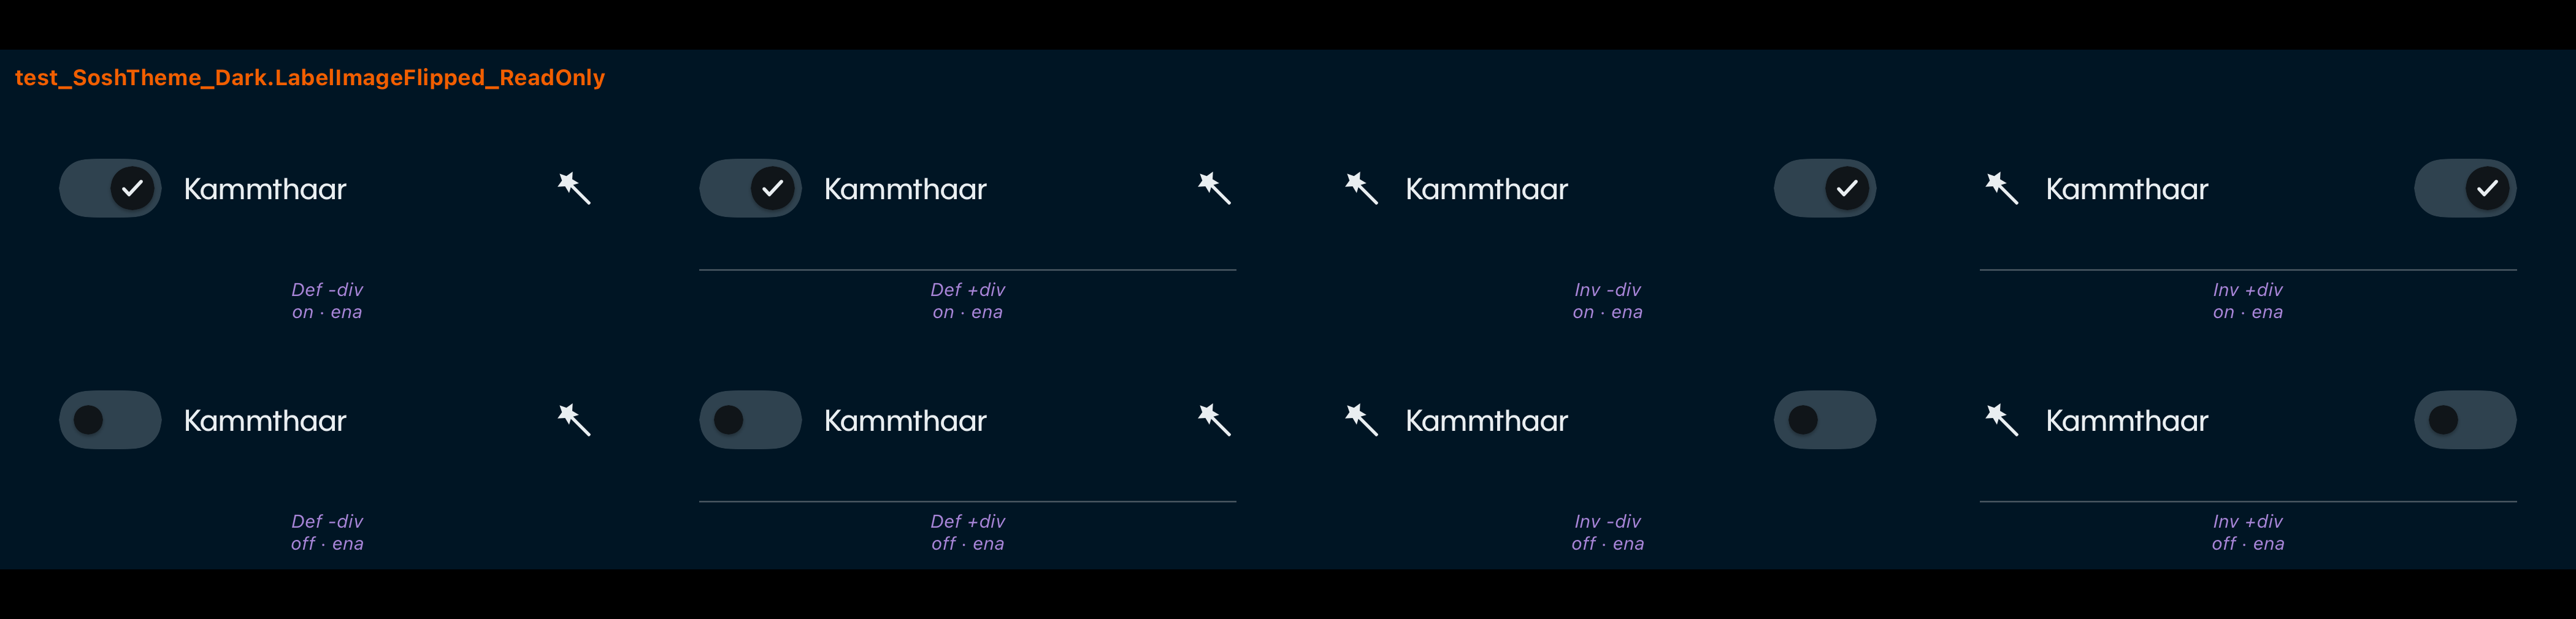 test_SoshTheme_Dark.LabelImageFlipped_ReadOnly
Kammthaar
Kammthaar
Kammthaar
Kammthaar
Def -div
on · ena
Def +div
on · ena
Inv -div
on · ena
Inv +div
on · ena
Kammthaar
Kammthaar
Kammthaar
Kammthaar
Def -div
off · ena
Def +div
off · ena
Inv -div
off · ena
Inv +div
off · ena